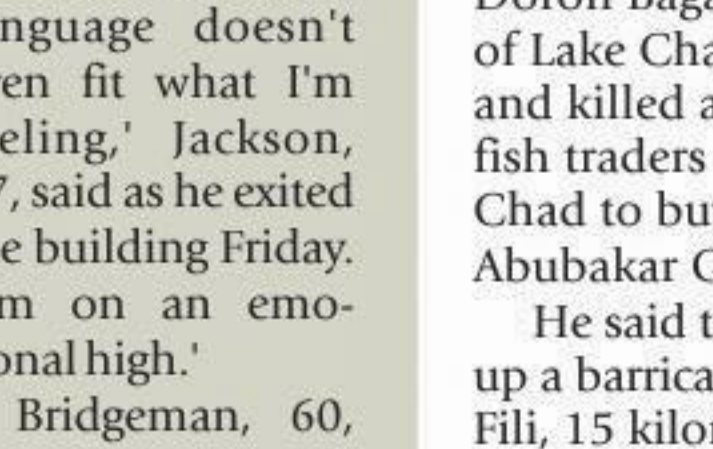 nguage doesn't
en fit what I'm
eling,' Jackson,
7, said as he exited
e building Friday.
m on an emo-
onal high.'
Bridgeman, 60,
of Lake Cha
and killed a
fish traders
Chad to bu
Abubakar G
He said t
up a barrica
Fili, 15 kilo